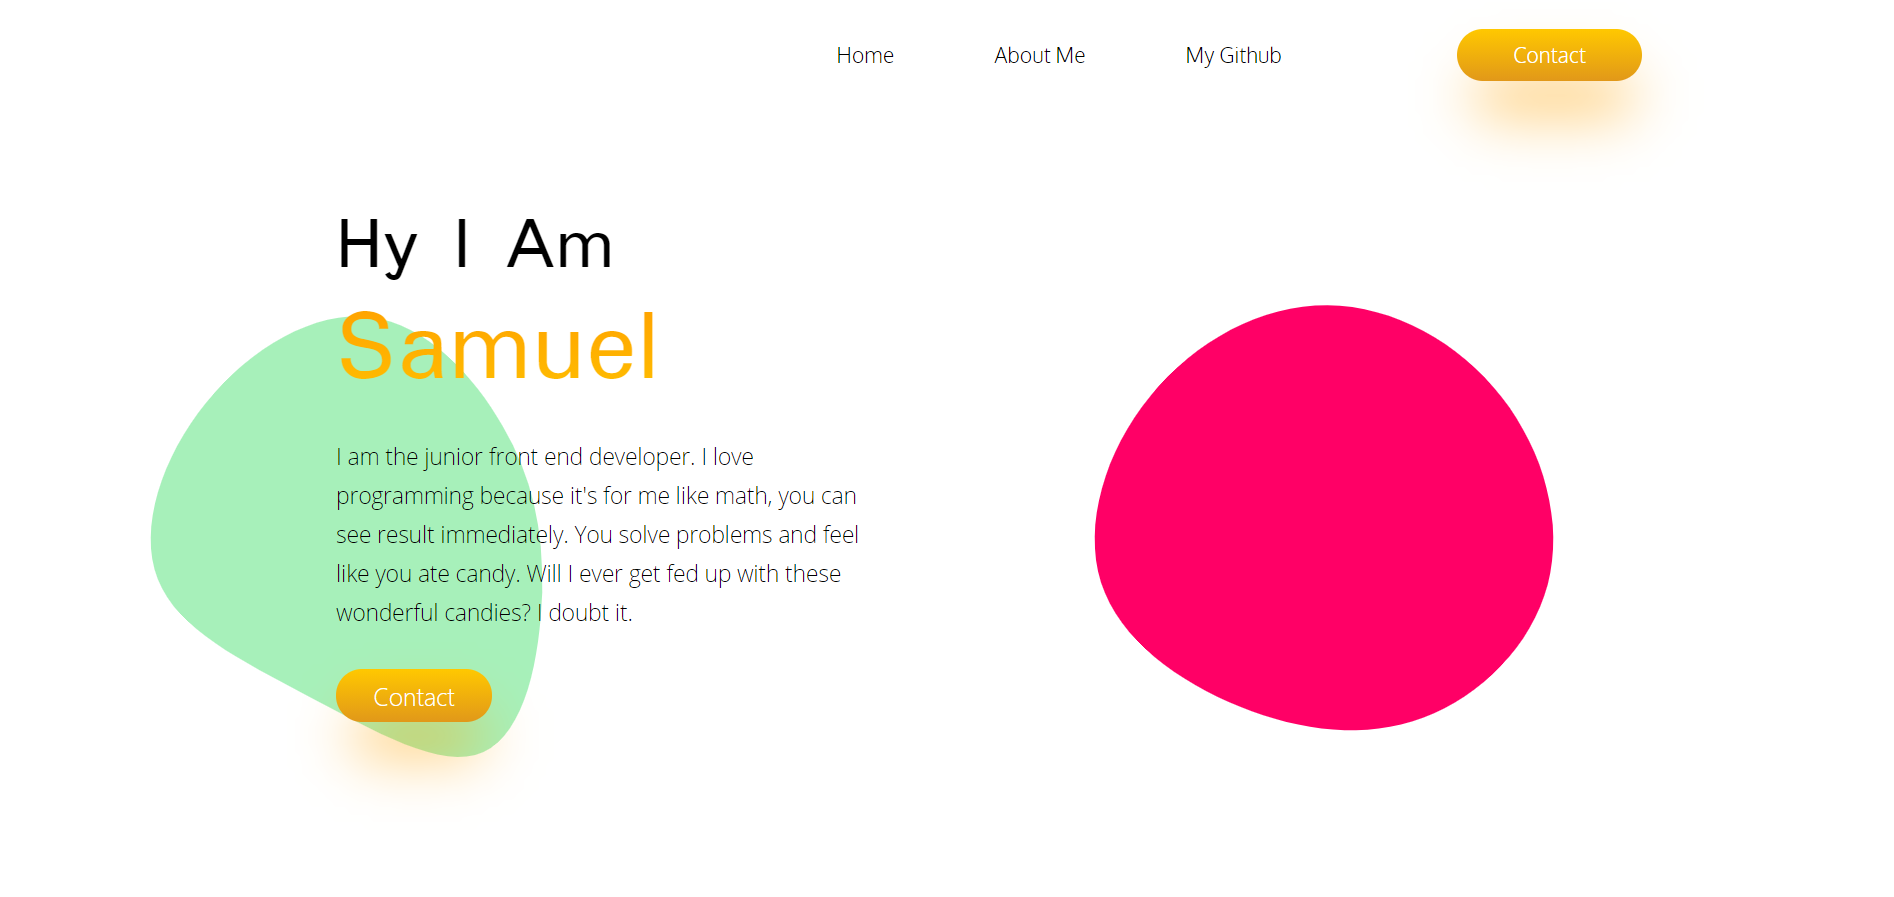 Home About Me My Github Contact
Hy I Am
Samuel
I am the junior front end developer. I love
programming because it's for me like math, you can
see result immediately. You solve problems and feel
like you ate candy. Will I ever get fed up with these
wonderful candies? I doubt it.
Contact